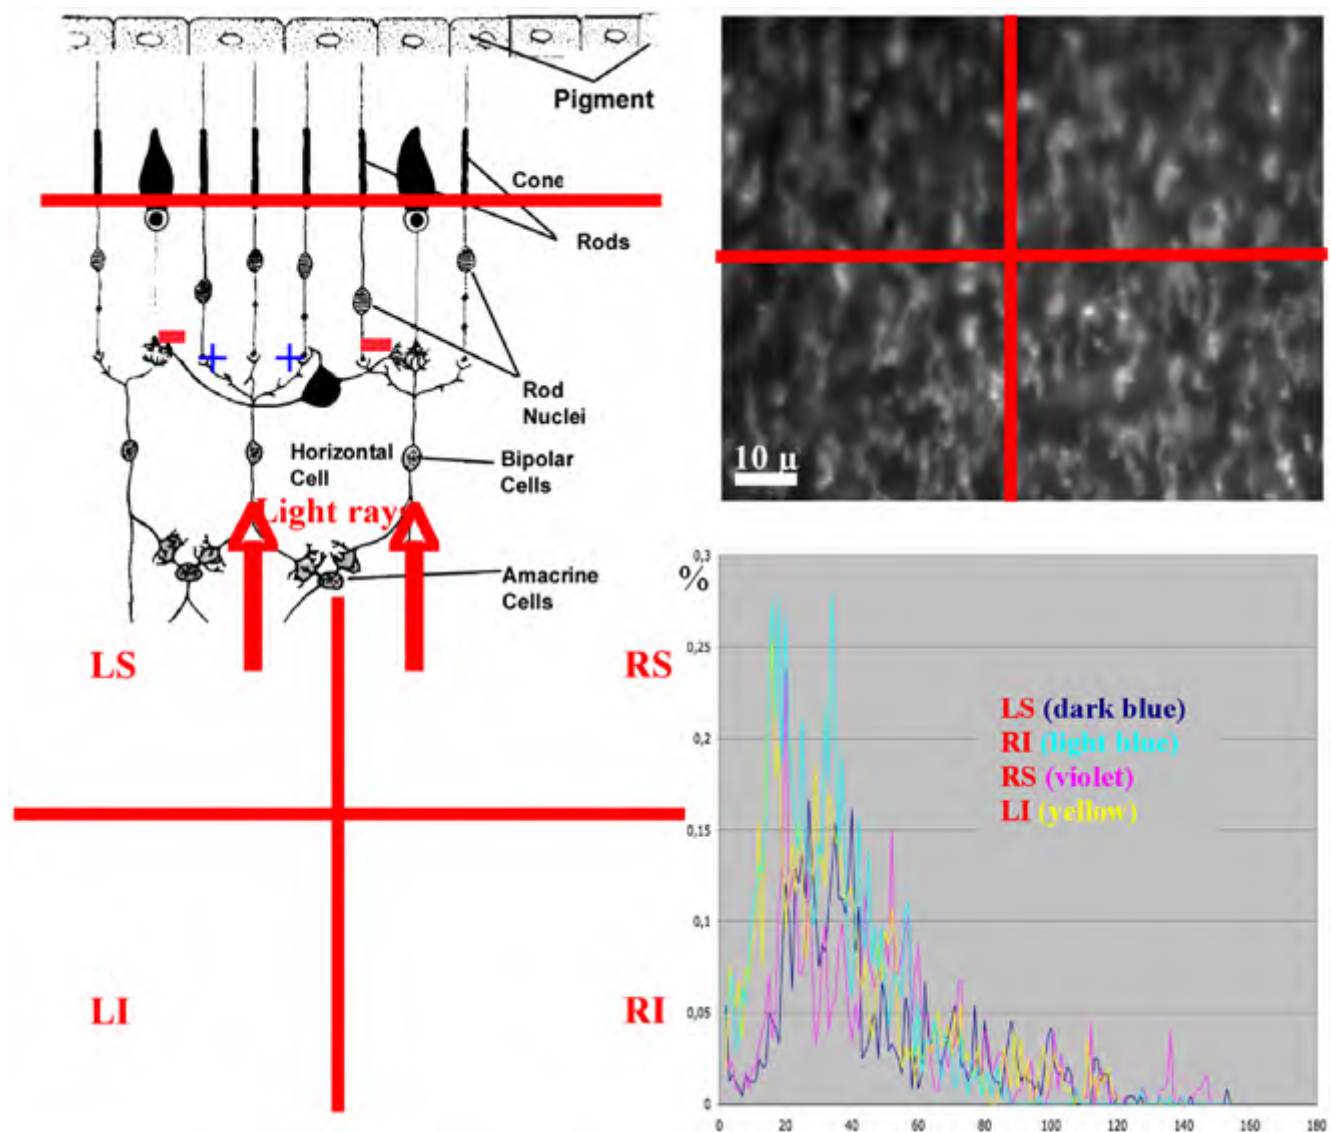 Pigment
Cone
Rods
Rod
Nuclei
Horizontal
Cell
Bipolar
Cells
Light rays
Amacrine
Cells
LS
RS
LI
RI
10 μ
0,3
%
0,25
0,2
0,15
0,1
0,05
0
LS (dark blue)
RI (light blue)
RS (violet)
LI (yellow)
0 20 40 60 80 100 120 140 160 180